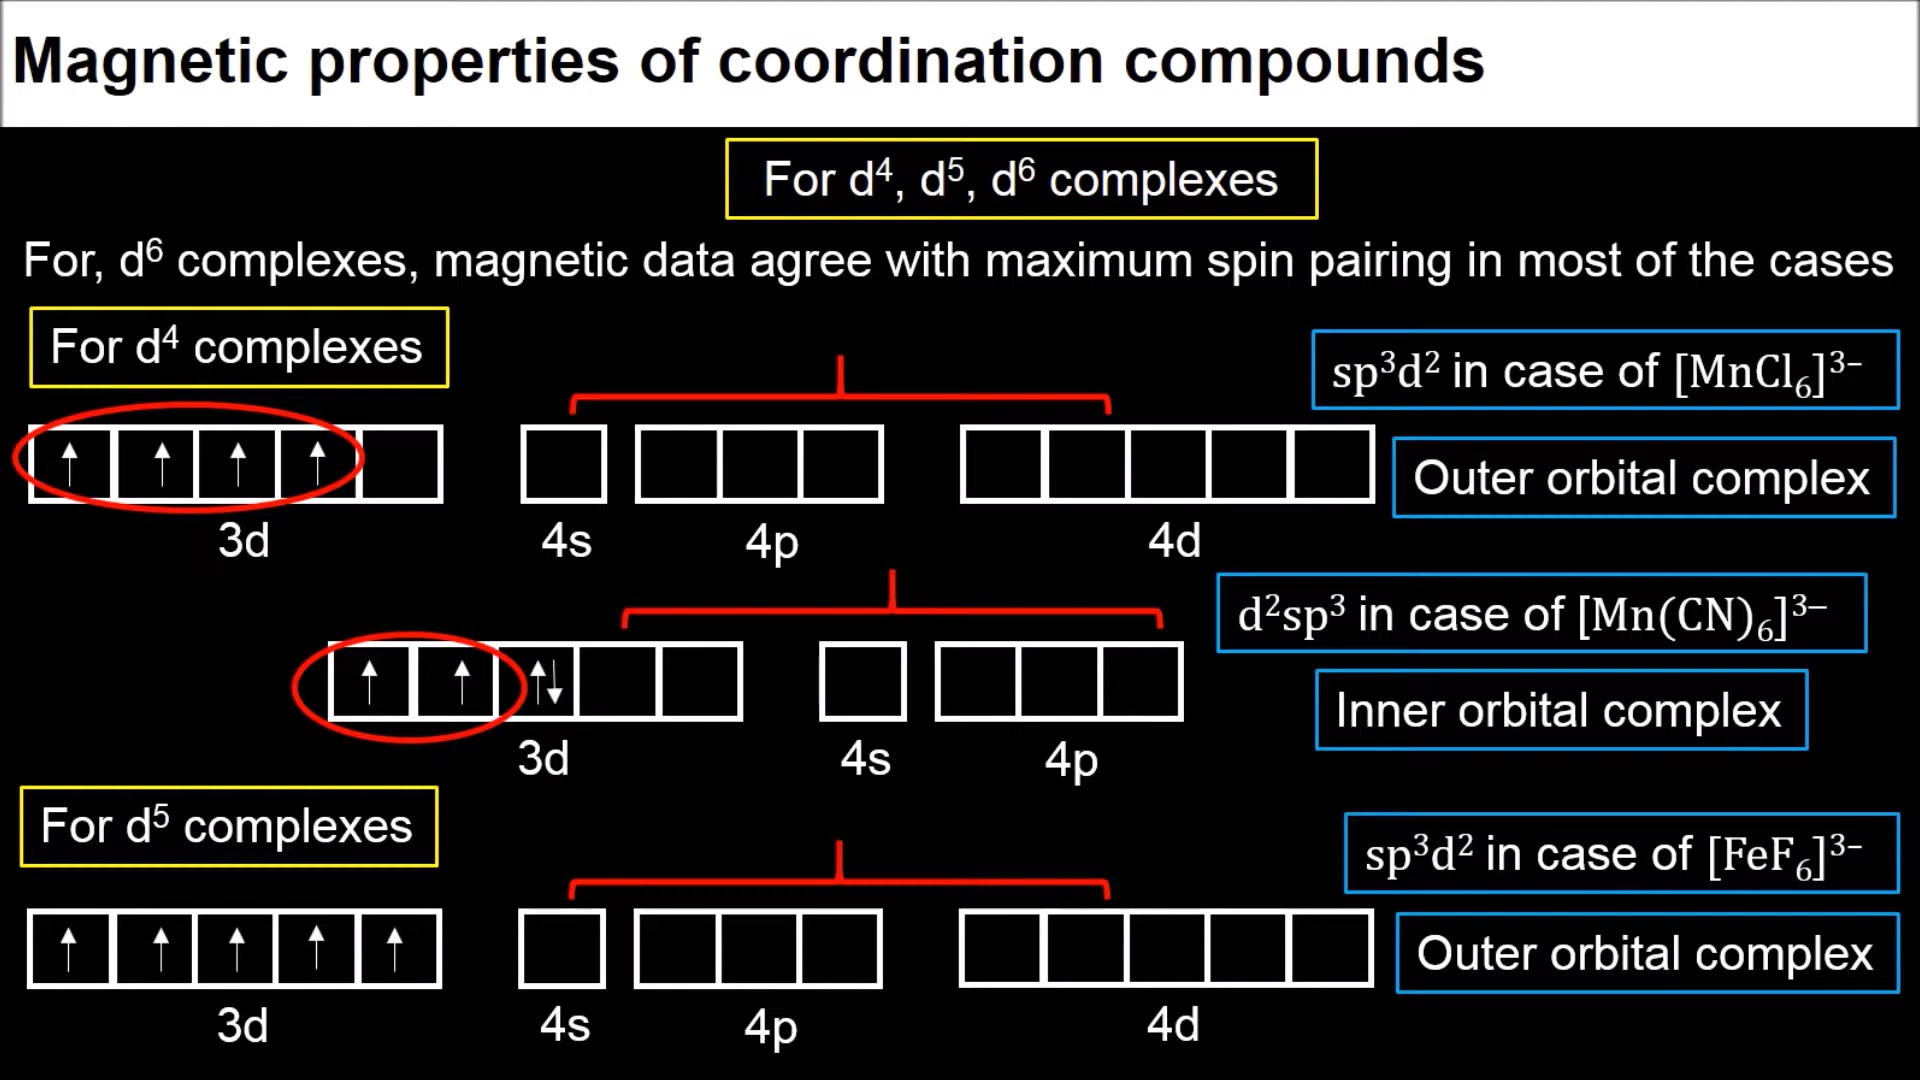 Magnetic properties of coordination compounds
For d⁴, d⁵, d⁶ complexes
For, d⁶ complexes, magnetic data agree with maximum spin pairing in most of the cases
For d⁴ complexes
sp³d² in case of [MnCl₆]³⁻
Outer orbital complex
3d 4s 4p 4d
d²sp³ in case of [Mn(CN)₆]³⁻
Inner orbital complex
3d 4s 4p
For d⁵ complexes
sp³d² in case of [FeF₆]³⁻
Outer orbital complex
3d 4s 4p 4d